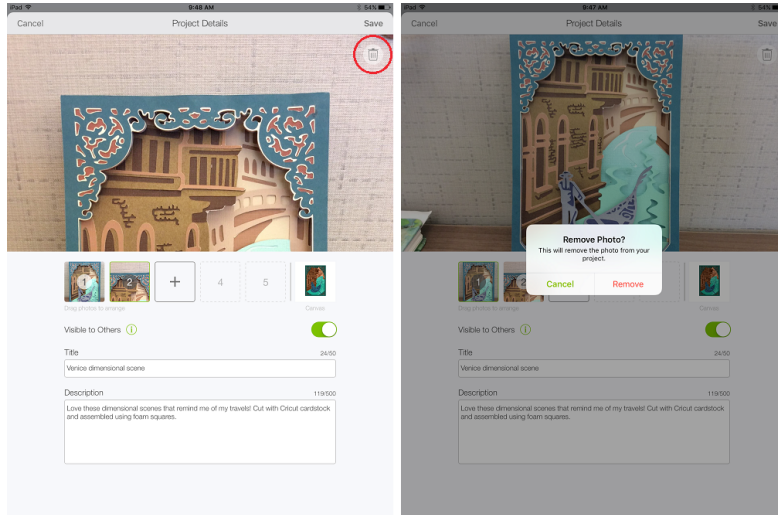 iPad 9:48 AM 54%
Cancel Project Details Save
1 2 + 4 5
Drag photos to arrange Canvas
Visible to Others i
Title 24/50
Venice dimensional scene
Description 119/500
Love these dimensional scenes that remind me of my travels! Cut with Cricut cardstock
and assembled using foam squares.
iPad 9:47 AM 54%
Cancel Project Details Save
Remove Photo?
This will remove the photo from your
project.
Cancel Remove
1 2
Drag photos to arrange Canvas
Visible to Others i
Title 24/50
Venice dimensional scene
Description 119/500
Love these dimensional scenes that remind me of my travels! Cut with Cricut cardstock
and assembled using foam squares.